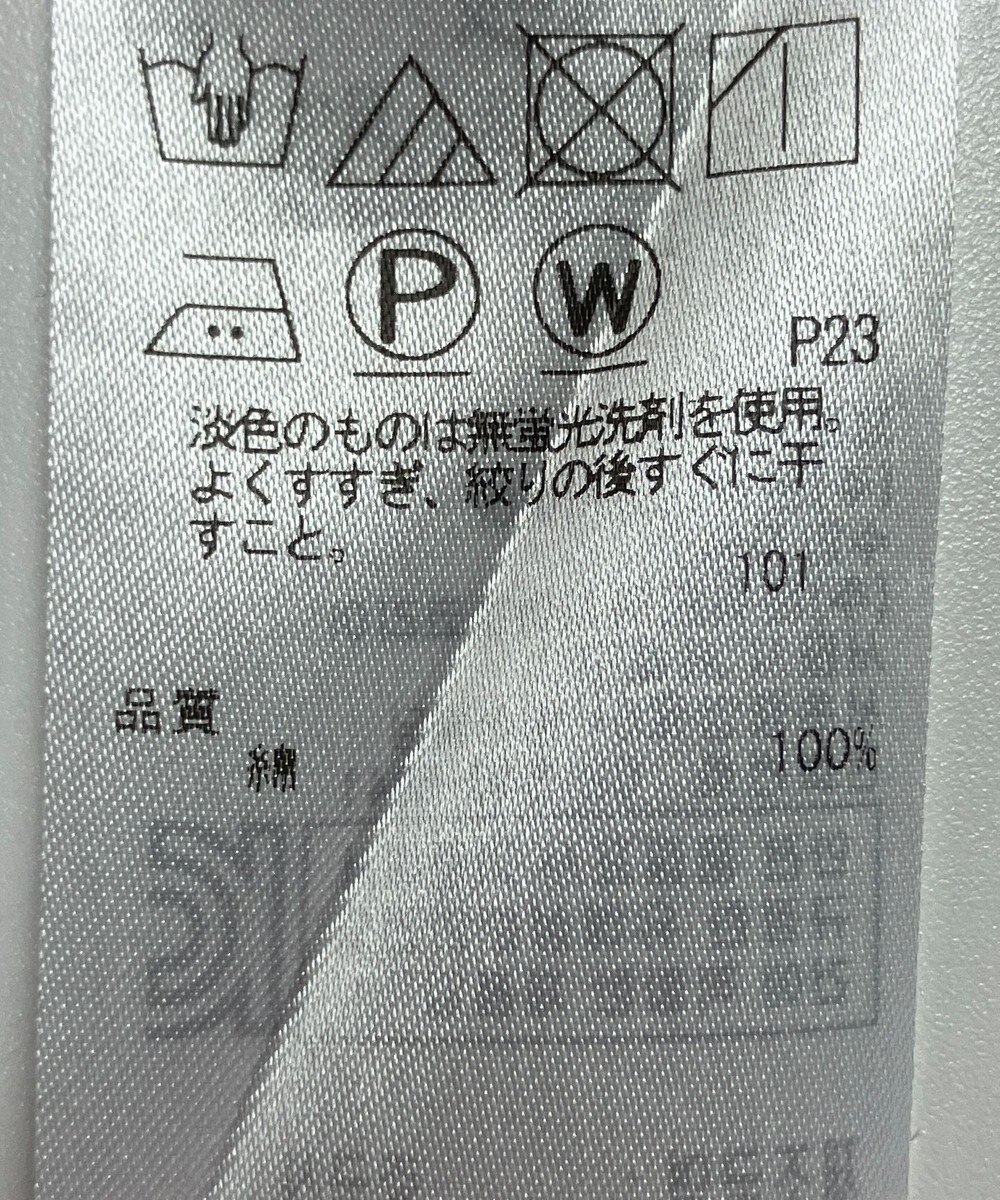 P W
P23
淡色のものは無蛍光洗剤を使用。
よくすすぎ、絞りの後すぐに干
すこと。
101
品質
綿 100%